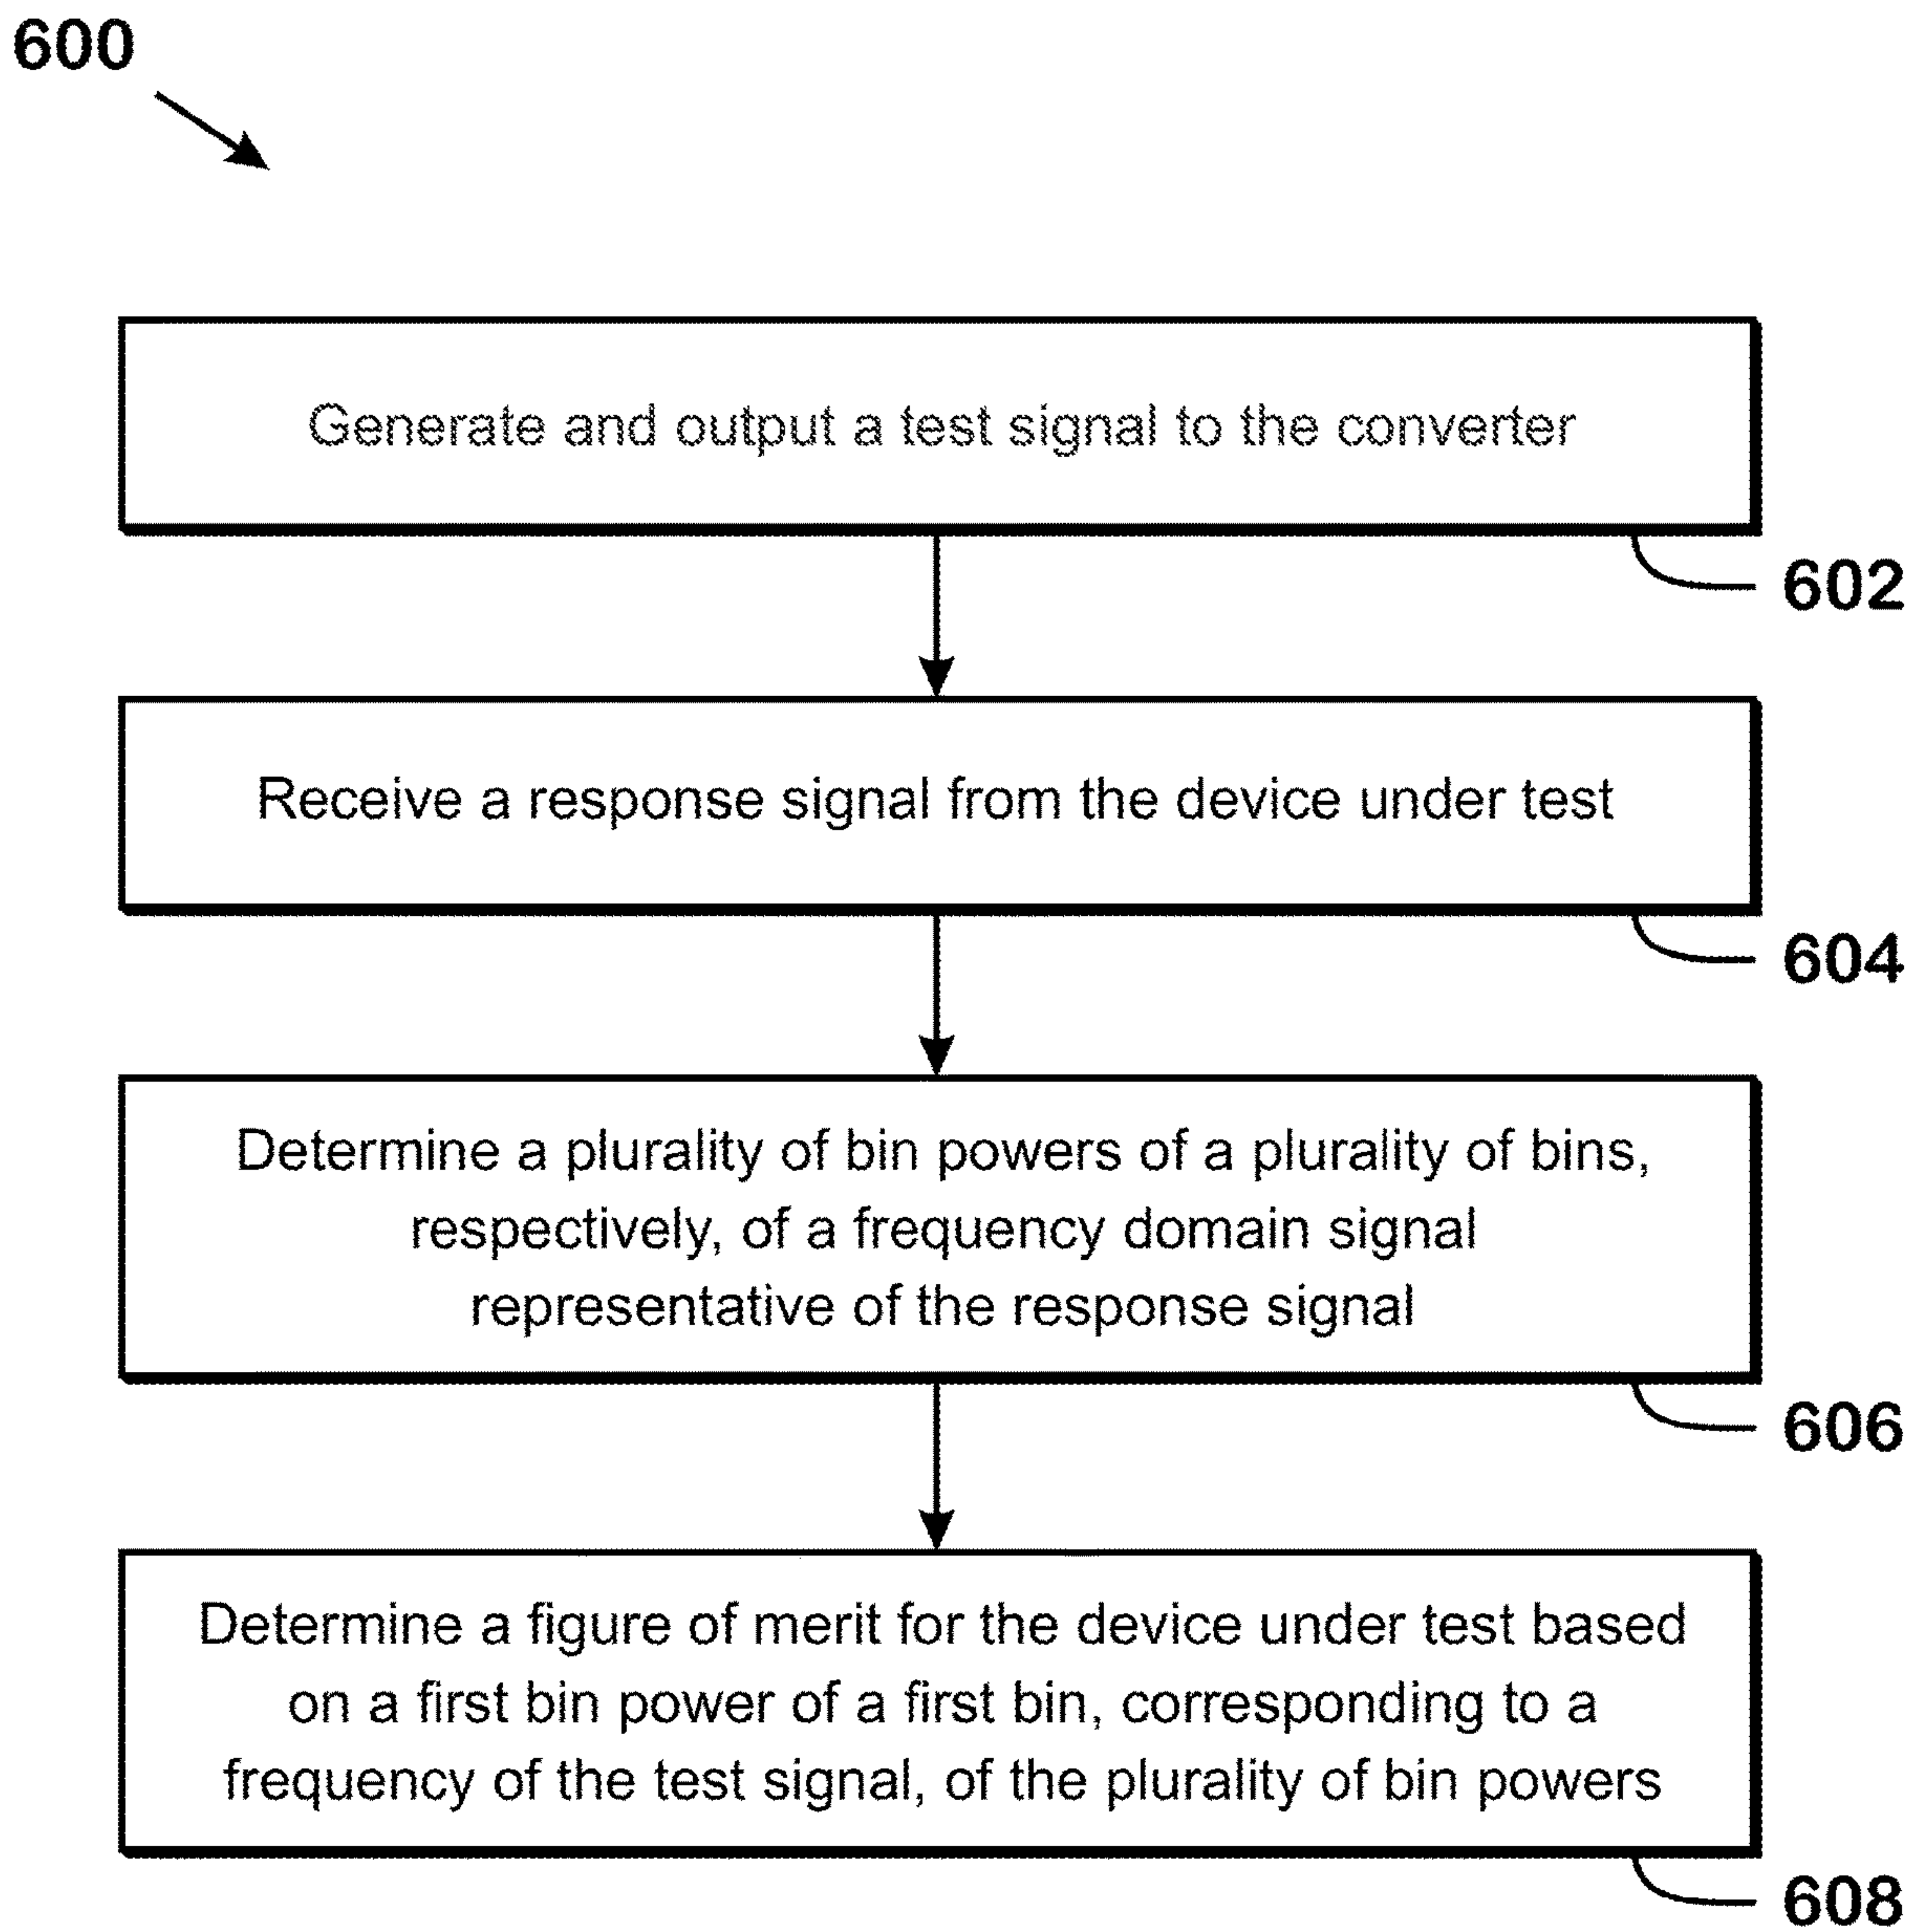 600
Generate and output a test signal to the converter
602
Receive a response signal from the device under test
604
Determine a plurality of bin powers of a plurality of bins,
respectively, of a frequency domain signal
representative of the response signal
606
Determine a figure of merit for the device under test based
on a first bin power of a first bin, corresponding to a
frequency of the test signal, of the plurality of bin powers
608